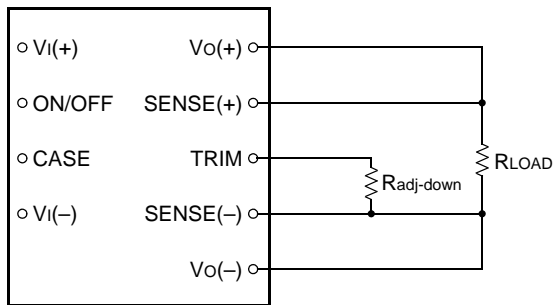 VI(+)
VO(+)
ON/OFF
SENSE(+)
CASE
TRIM
Radj-down
RLOAD
VI(–)
SENSE(–)
VO(–)